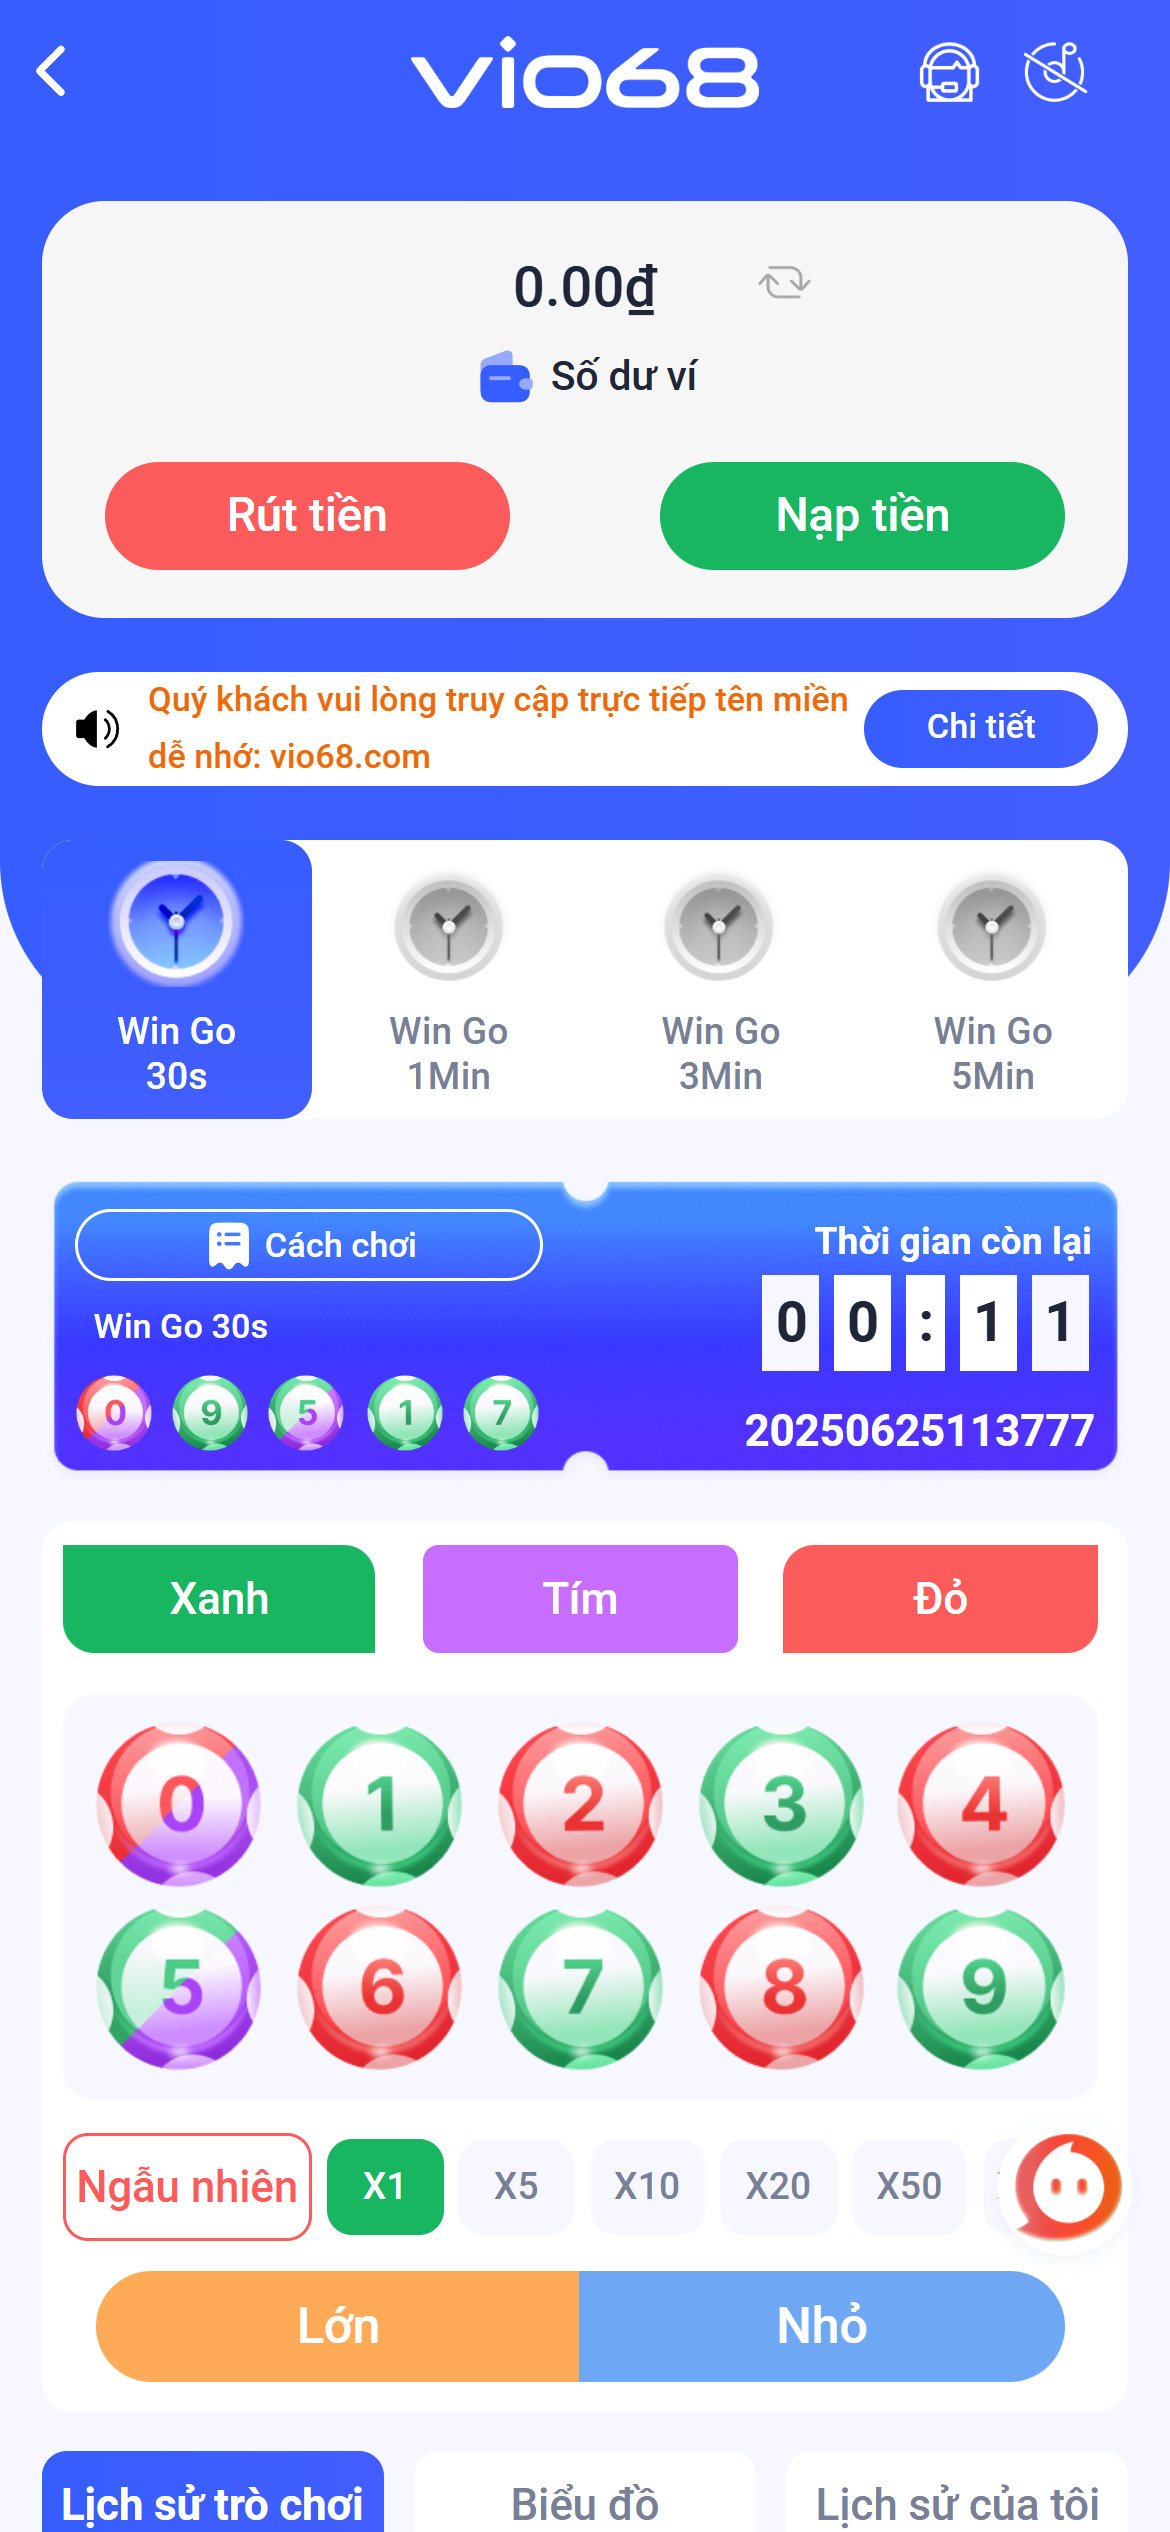 vio68
0.00₫
Số dư ví
Rút tiền
Nạp tiền
Quý khách vui lòng truy cập trực tiếp tên miền
dễ nhớ: vio68.com
Chi tiết
Win Go
30s
Win Go
1Min
Win Go
3Min
Win Go
5Min
Cách chơi
Thời gian còn lại
0 0 : 1 1
Win Go 30s
0 9 5 1 7
20250625113777
Xanh
Tím
Đỏ
0 1 2 3 4
5 6 7 8 9
Ngẫu nhiên
X1
X5
X10
X20
X50
Lớn
Nhỏ
Lịch sử trò chơi
Biểu đồ
Lịch sử của tôi